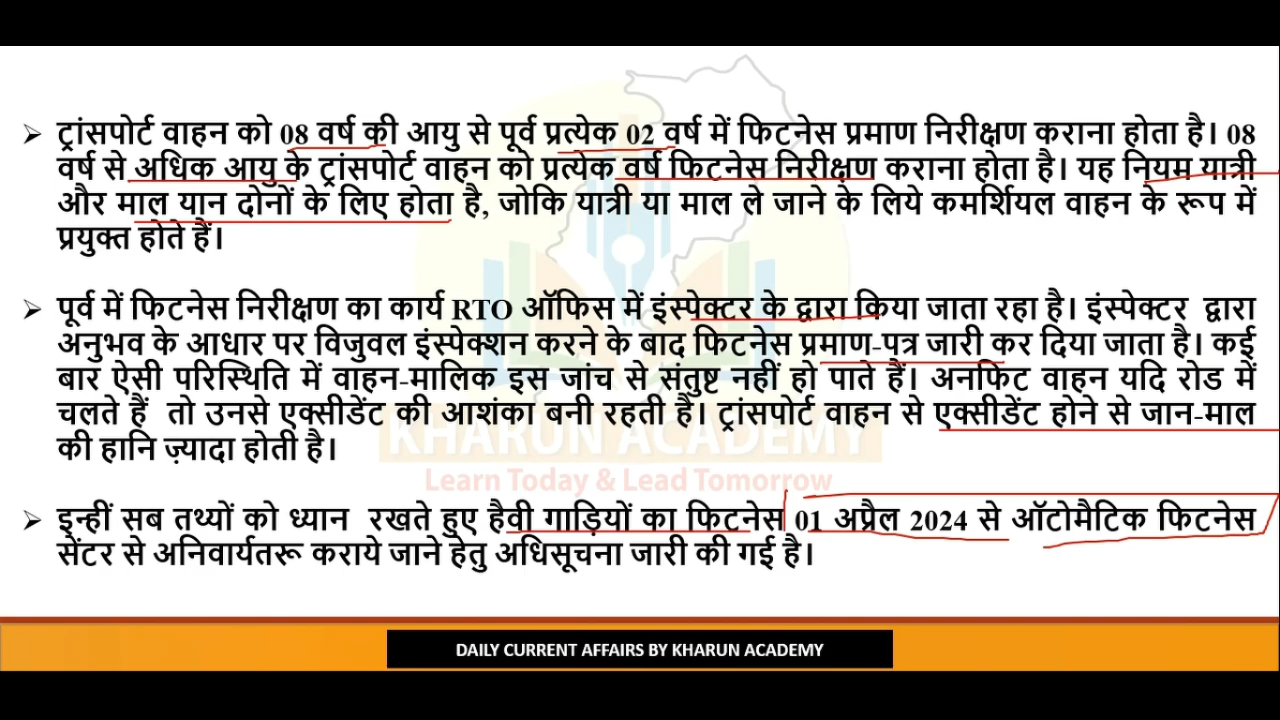 ➢ ट्रांसपोर्ट वाहन को 08 वर्ष की आयु से पूर्व प्रत्येक 02 वर्ष में फिटनेस प्रमाण निरीक्षण कराना होता है। 08
वर्ष से अधिक आयु के ट्रांसपोर्ट वाहन को प्रत्येक वर्ष फिटनेस निरीक्षण कराना होता है। यह नियम यात्री
और माल यान दोनों के लिए होता है, जोकि यात्री या माल ले जाने के लिये कमर्शियल वाहन के रूप में
प्रयुक्त होते हैं।
➢ पूर्व में फिटनेस निरीक्षण का कार्य RTO ऑफिस में इंस्पेक्टर के द्वारा किया जाता रहा है। इंस्पेक्टर द्वारा
अनुभव के आधार पर विजुवल इंस्पेक्शन करने के बाद फिटनेस प्रमाण-पत्र जारी कर दिया जाता है। कई
बार ऐसी परिस्थिति में वाहन-मालिक इस जांच से संतुष्ट नहीं हो पाते हैं। अनफिट वाहन यदि रोड में
चलते हैं तो उनसे एक्सीडेंट की आशंका बनी रहती है। ट्रांसपोर्ट वाहन से एक्सीडेंट होने से जान-माल
की हानि ज़्यादा होती है।
KHARUN ACADEMY
Learn Today & Lead Tomorrow
➢ इन्हीं सब तथ्यों को ध्यान रखते हुए हैवी गाड़ियों का फिटनेस 01 अप्रैल 2024 से ऑटोमैटिक फिटनेस
सेंटर से अनिवार्यतरू कराये जाने हेतु अधिसूचना जारी की गई है।
DAILY CURRENT AFFAIRS BY KHARUN ACADEMY